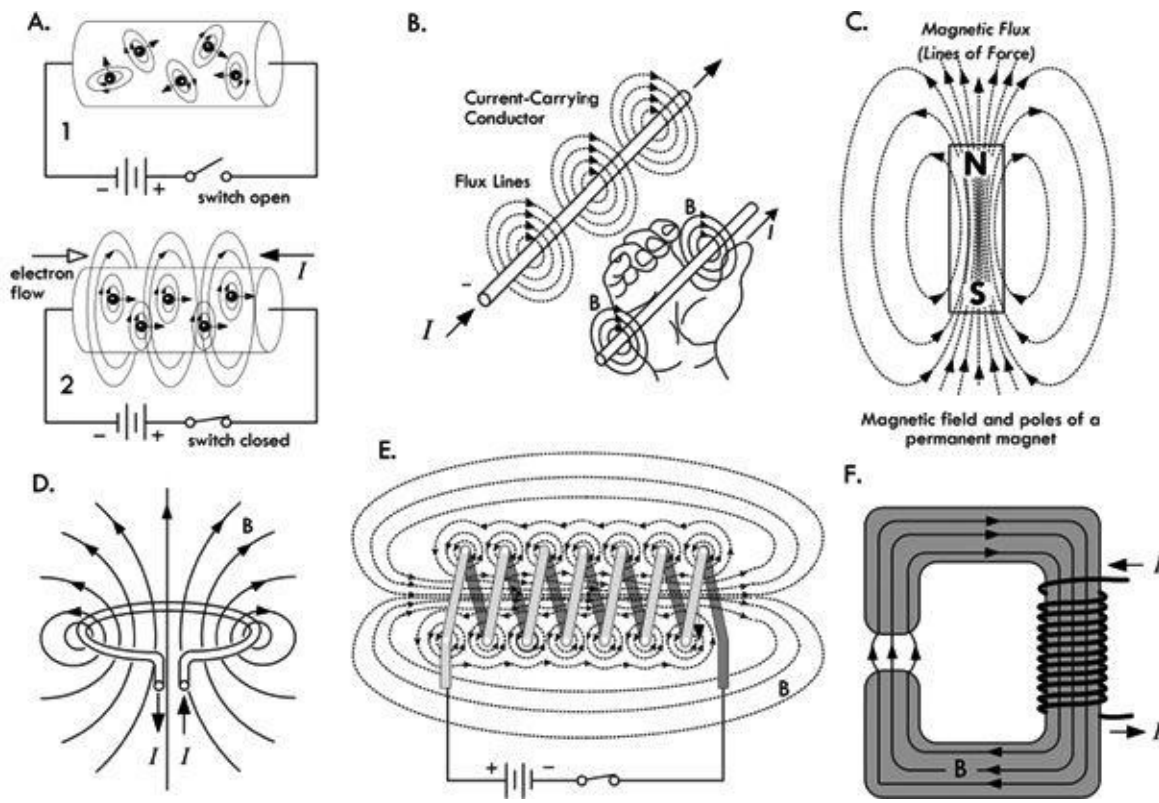 A.
1
− +
switch open
electron
flow
I
2
− +
switch closed
B.
Current-Carrying
Conductor
Flux Lines
−
I
B
I
B
C.
Magnetic Flux
(Lines of Force)
N
S
Magnetic field and poles of a
permanent magnet
D.
B
I I
E.
B
+ −
F.
I
I
B